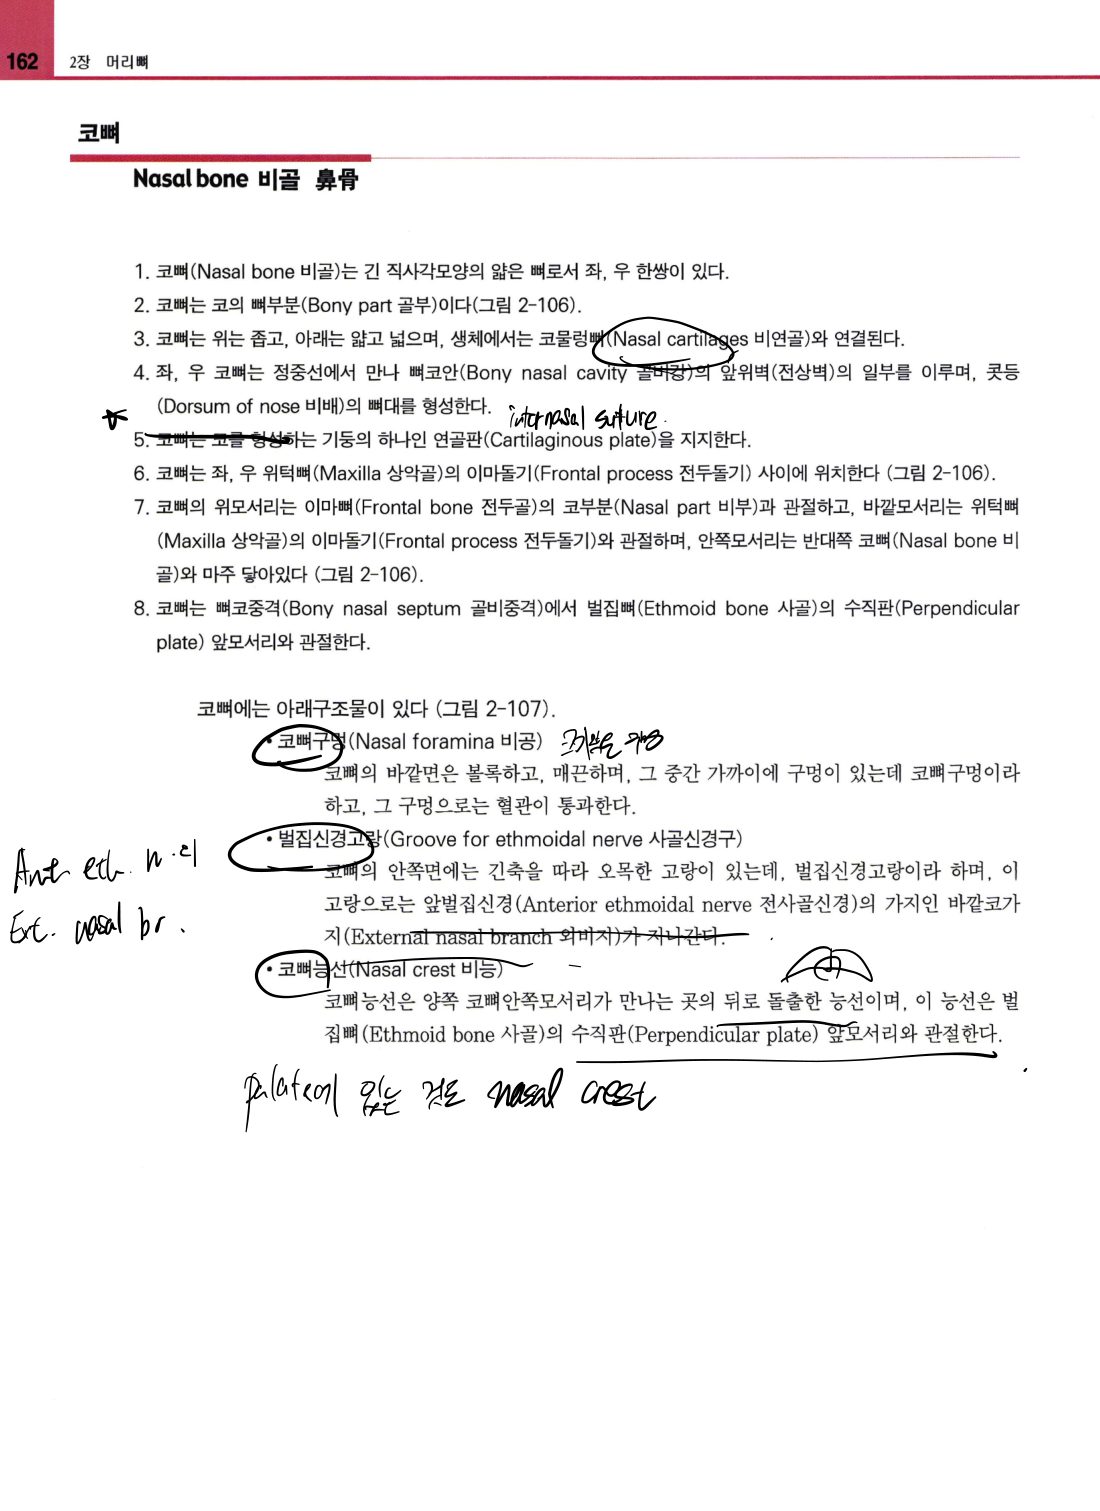 162 2장 머리뼈
코뼈
Nasal bone 비골 鼻骨
1. 코뼈(Nasal bone 비골)는 긴 직사각모양의 얇은 뼈로서 좌, 우 한쌍이 있다.
2. 코뼈는 코의 뼈부분(Bony part 골부)이다(그림 2-106).
3. 코뼈는 위는 좁고, 아래는 얇고 넓으며, 생체에서는 코물렁뼈(Nasal cartilages 비연골)와 연결된다.
4. 좌, 우 코뼈는 정중선에서 만나 뼈코안(Bony nasal cavity 골비강)의 앞위벽(전상벽)의 일부를 이루며, 콧등
(Dorsum of nose 비배)의 뼈대를 형성한다.
internasal suture.
5. 코뼈는 코를 형성하는 기둥의 하나인 연골판(Cartilaginous plate)을 지지한다.
6. 코뼈는 좌, 우 위턱뼈(Maxilla 상악골)의 이마돌기(Frontal process 전두돌기) 사이에 위치한다 (그림 2-106).
7. 코뼈의 위모서리는 이마뼈(Frontal bone 전두골)의 코부분(Nasal part 비부)과 관절하고, 바깥모서리는 위턱뼈
(Maxilla 상악골)의 이마돌기(Frontal process 전두돌기)와 관절하며, 안쪽모서리는 반대쪽 코뼈(Nasal bone 비
골)와 마주 닿아있다 (그림 2-106).
8. 코뼈는 뼈코중격(Bony nasal septum 골비중격)에서 벌집뼈(Ethmoid bone 사골)의 수직판(Perpendicular
plate) 앞모서리와 관절한다.
코뼈에는 아래구조물이 있다 (그림 2-107).
• 코뼈구멍(Nasal foramina 비공)
코뼈의 바깥면은 볼록하고, 매끈하며, 그 중간 가까이에 구멍이 있는데 코뼈구멍이라
하고, 그 구멍으로는 혈관이 통과한다.
• 벌집신경고랑(Groove for ethmoidal nerve 사골신경구)
Ant eth. n.의
코뼈의 안쪽면에는 긴축을 따라 오목한 고랑이 있는데, 벌집신경고랑이라 하며, 이
고랑으로는 앞벌집신경(Anterior ethmoidal nerve 전사골신경)의 가지인 바깥코가
Ext. nasal br.
지(External nasal branch 외비지)가 지나간다.
• 코뼈능선(Nasal crest 비능)
코뼈능선은 양쪽 코뼈안쪽모서리가 만나는 곳의 뒤로 돌출한 능선이며, 이 능선은 벌
집뼈(Ethmoid bone 사골)의 수직판(Perpendicular plate) 앞모서리와 관절한다.
palate에 있는 것도 nasal crest